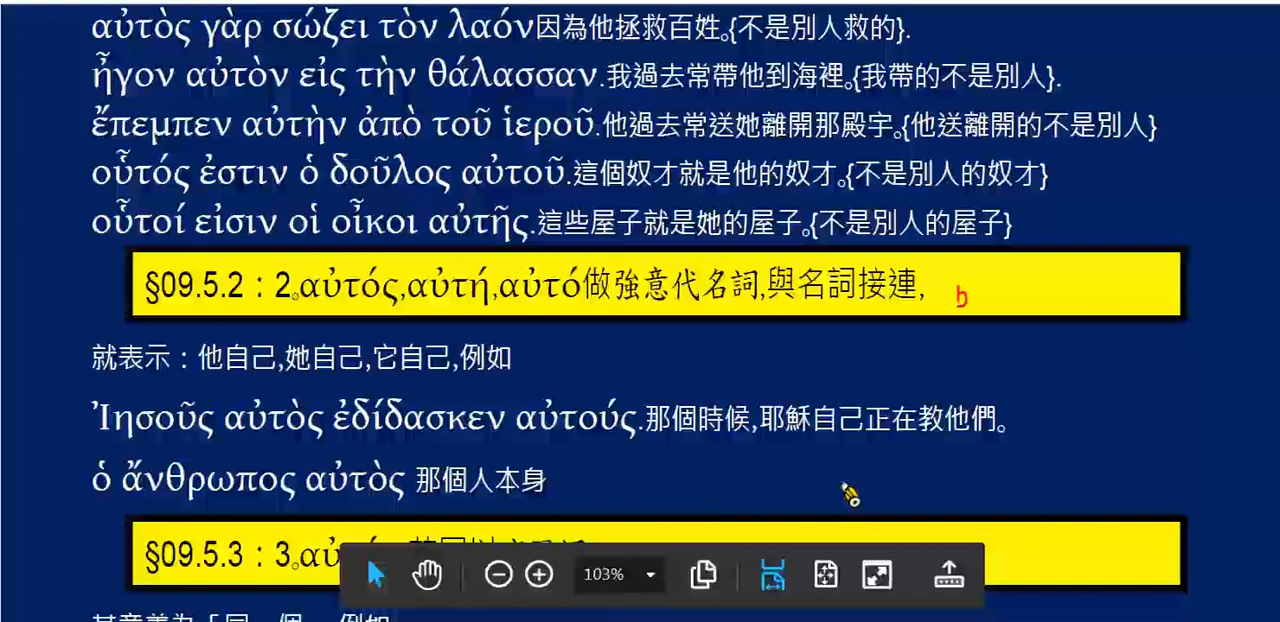 αὐτὸς γὰρ σώζει τὸν λαόν因為他拯救百姓。{不是別人救的}.
ἦγον αὐτὸν εἰς τὴν θάλασσαν.我過去常帶他到海裡。{我帶的不是別人}.
ἔπεμπεν αὐτὴν ἀπὸ τοῦ ἱεροῦ.他過去常送她離開那殿宇。{他送離開的不是別人}
οὗτός ἐστιν ὁ δοῦλος αὐτοῦ.這個奴才就是他的奴才。{不是別人的奴才}
οὗτοί εἰσιν οἱ οἶκοι αὐτῆς.這些屋子就是她的屋子。{不是別人的屋子}
§09.5.2：2。αὐτός,αὐτή,αὐτό做強意代名詞,與名詞接連,
b
就表示：他自己,她自己,它自己,例如
Ἰησοῦς αὐτὸς ἐδίδασκεν αὐτούς.那個時候,耶穌自己正在教他們。
ὁ ἄνθρωπος αὐτὸς 那個人本身
§09.5.3：3。
103%